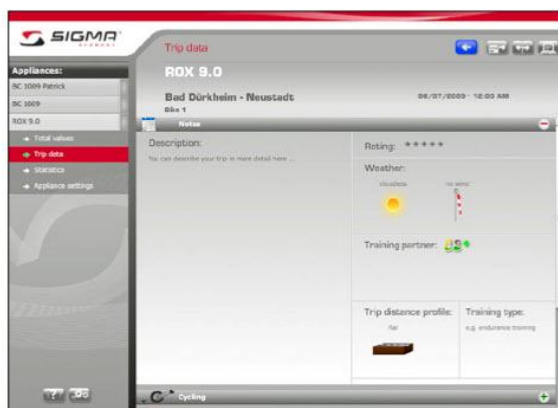 SIGMA
ELEMENT
Trip data
Appliances:
ROX 9.0
BC 1009 Patrick
BC 1009
Bad Dürkheim - Neustadt
Bike 1
12:00 AM
ROX 9.0
Notes
Total values
Trip data
Statistics
Appliance settings
Description:
You can describe your trip in more detail here ...
Rating: *****
Weather:
cloudless
no wind
Training partner:
Trip distance profile:
flat
Training type:
e.g. endurance training
Cycling